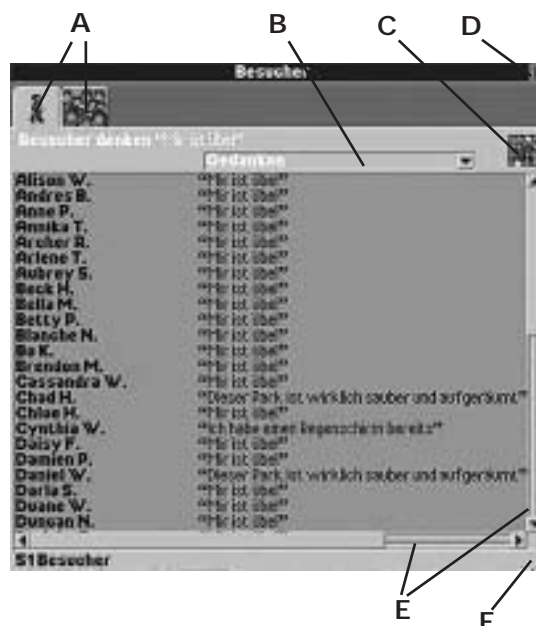 A B C D
Besucher
Besucher denken "Mir ist übel"
Gedanken
Alison W. "Mir ist übel"
Andres B. "Mir ist übel"
Anne P. "Mir ist übel"
Annika T. "Mir ist übel"
Archer R. "Mir ist übel"
Arlene T. "Mir ist übel"
Aubrey S. "Mir ist übel"
Beck H. "Mir ist übel"
Bella M. "Mir ist übel"
Betty P. "Mir ist übel"
Blanche N. "Mir ist übel"
Bo K. "Mir ist übel"
Brendon M. "Mir ist übel"
Cassandra W. "Mir ist übel"
Chad H. "Dieser Park ist wirklich sauber und aufgeräumt"
Chloe H. "Mir ist übel"
Cynthia W. "Ich habe einen Regenschirm bereits"
Daisy F. "Mir ist übel"
Damien P. "Mir ist übel"
Daniel W. "Dieser Park ist wirklich sauber und aufgeräumt"
Darla S. "Mir ist übel"
Duane W. "Mir ist übel"
Duncan N. "Mir ist übel"
51Besucher
E F